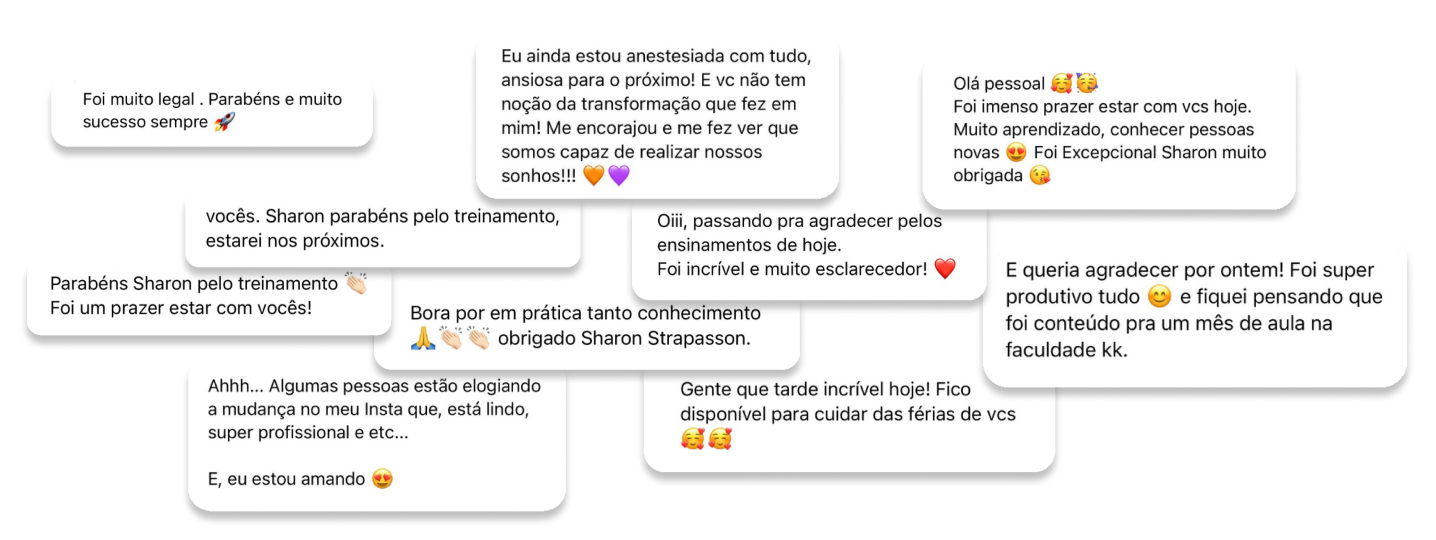 Foi muito legal . Parabéns e muito
sucesso sempre 🚀
Eu ainda estou anestesiada com tudo,
ansiosa para o próximo! E vc não tem
noção da transformação que fez em
mim! Me encorajou e me fez ver que
somos capaz de realizar nossos
sonhos!!! 🧡💜
Olá pessoal 🥰🥳
Foi imenso prazer estar com vcs hoje.
Muito aprendizado, conhecer pessoas
novas 😍 Foi Excepcional Sharon muito
obrigada 😘
vocês. Sharon parabéns pelo treinamento,
estarei nos próximos.
Oiii, passando pra agradecer pelos
ensinamentos de hoje.
Foi incrível e muito esclarecedor! ❤️
Parabéns Sharon pelo treinamento 👏🏻
Foi um prazer estar com vocês!
Bora por em prática tanto conhecimento
🙏👏🏻👏🏻 obrigado Sharon Strapasson.
E queria agradecer por ontem! Foi super
produtivo tudo 😊 e fiquei pensando que
foi conteúdo pra um mês de aula na
faculdade kk.
Ahhh... Algumas pessoas estão elogiando
a mudança no meu Insta que, está lindo,
super profissional e etc...
E, eu estou amando 😍
Gente que tarde incrível hoje! Fico
disponível para cuidar das férias de vcs
🥰🥰